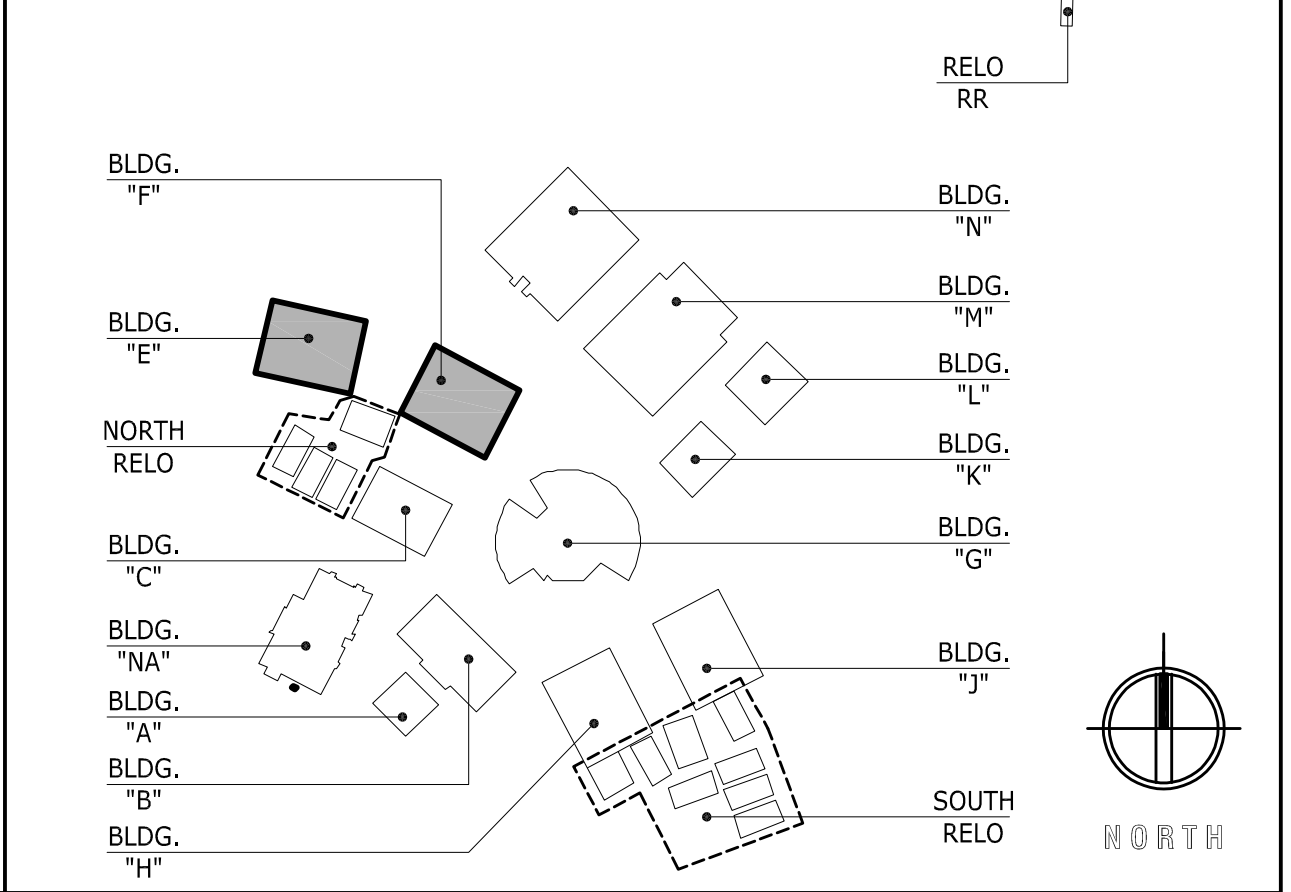 RELO
RR
BLDG.
"F"
BLDG.
"E"
NORTH
RELO
BLDG.
"C"
BLDG.
"NA"
BLDG.
"A"
BLDG.
"B"
BLDG.
"H"
BLDG.
"N"
BLDG.
"M"
BLDG.
"L"
BLDG.
"K"
BLDG.
"G"
BLDG.
"J"
SOUTH
RELO
NORTH